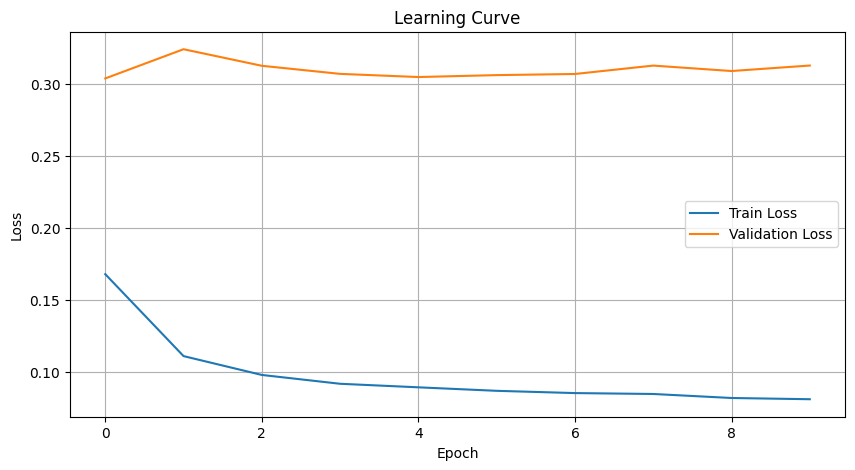 Learning Curve
0.30
0.25
0.20
0.15
0.10
Loss
Train Loss
Validation Loss
0 2 4 6 8
Epoch